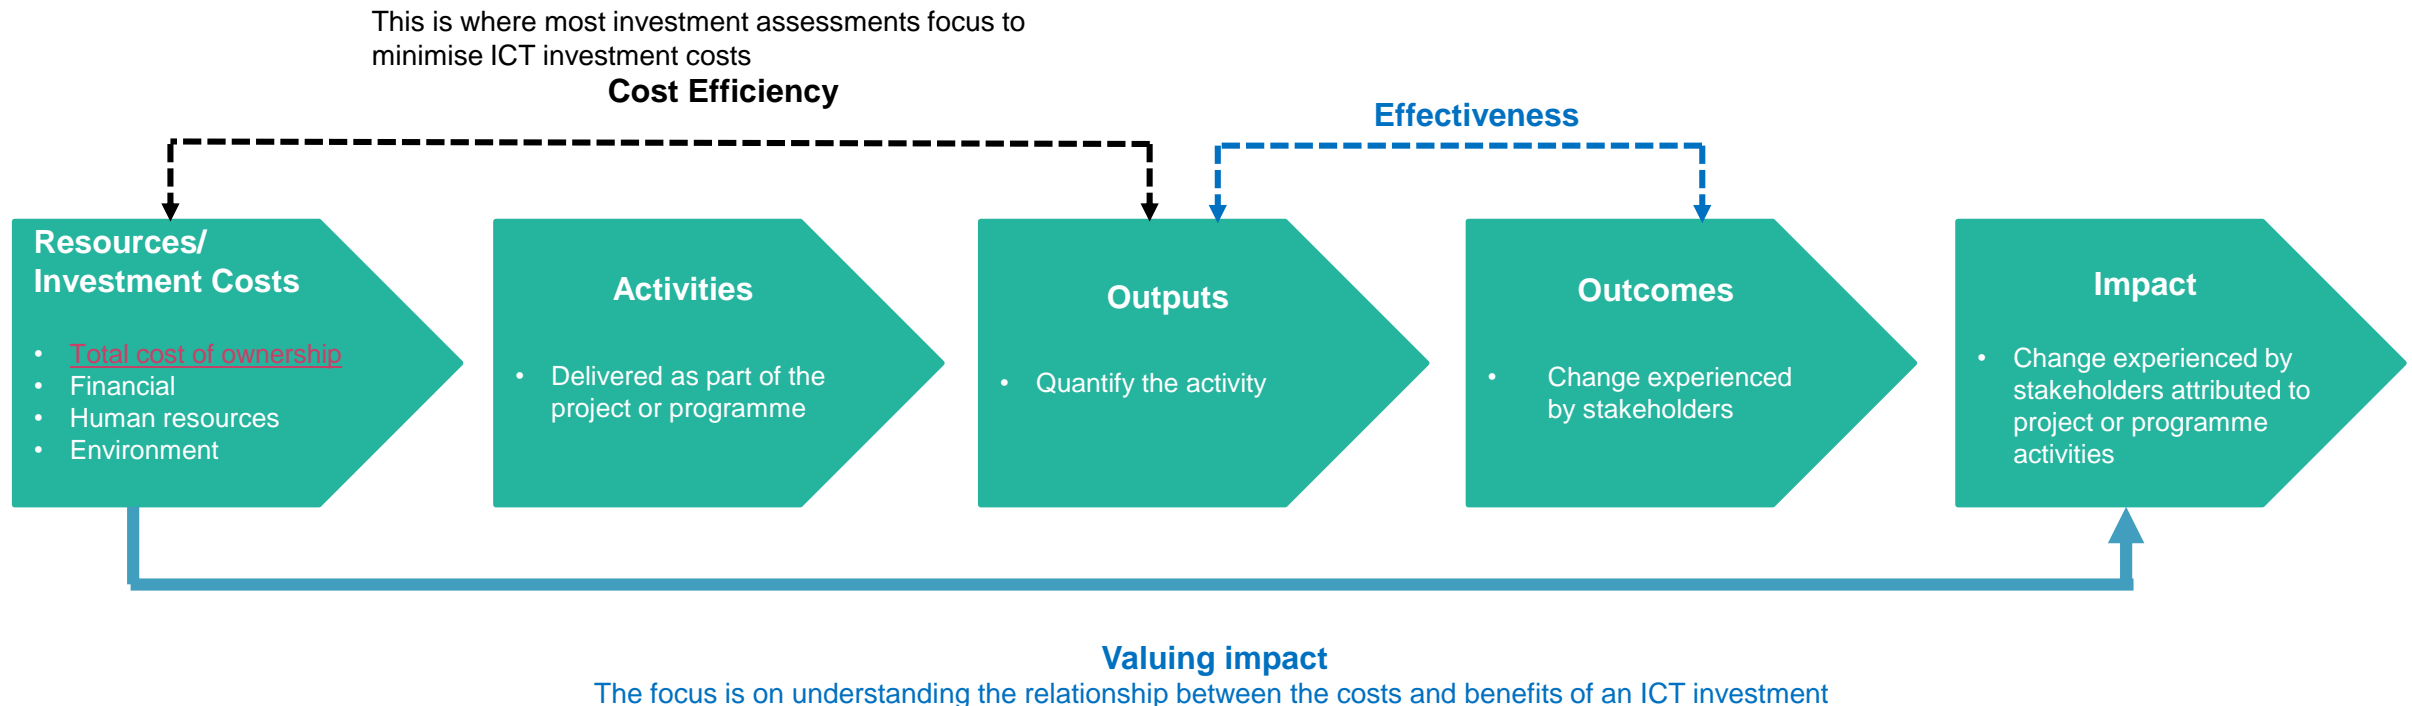 This is where most investment assessments focus to
minimise ICT investment costs
Cost Efficiency
Effectiveness
Resources/
Investment Costs
• Total cost of ownership
• Financial
• Human resources
• Environment
Activities
• Delivered as part of the
project or programme
Outputs
• Quantify the activity
Outcomes
• Change experienced
by stakeholders
Impact
• Change experienced by
stakeholders attributed to
project or programme
activities
Valuing impact
The focus is on understanding the relationship between the costs and benefits of an ICT investment